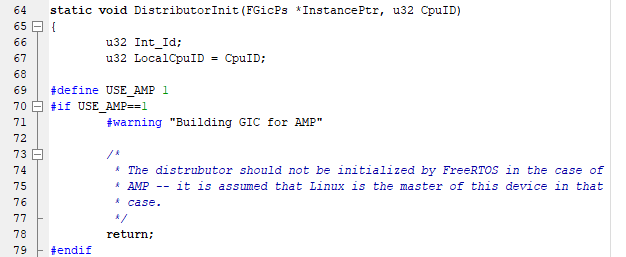 64 static void DistributorInit(FGicPs *InstancePtr, u32 CpuID)
65 {
66 u32 Int_Id;
67 u32 LocalCpuID = CpuID;
68
69 #define USE_AMP 1
70 #if USE_AMP==1
71 #warning "Building GIC for AMP"
72
73 /*
74 * The distrubutor should not be initialized by FreeRTOS in the case of
75 * AMP -- it is assumed that Linux is the master of this device in that
76 * case.
77 */
78 return;
79 #endif